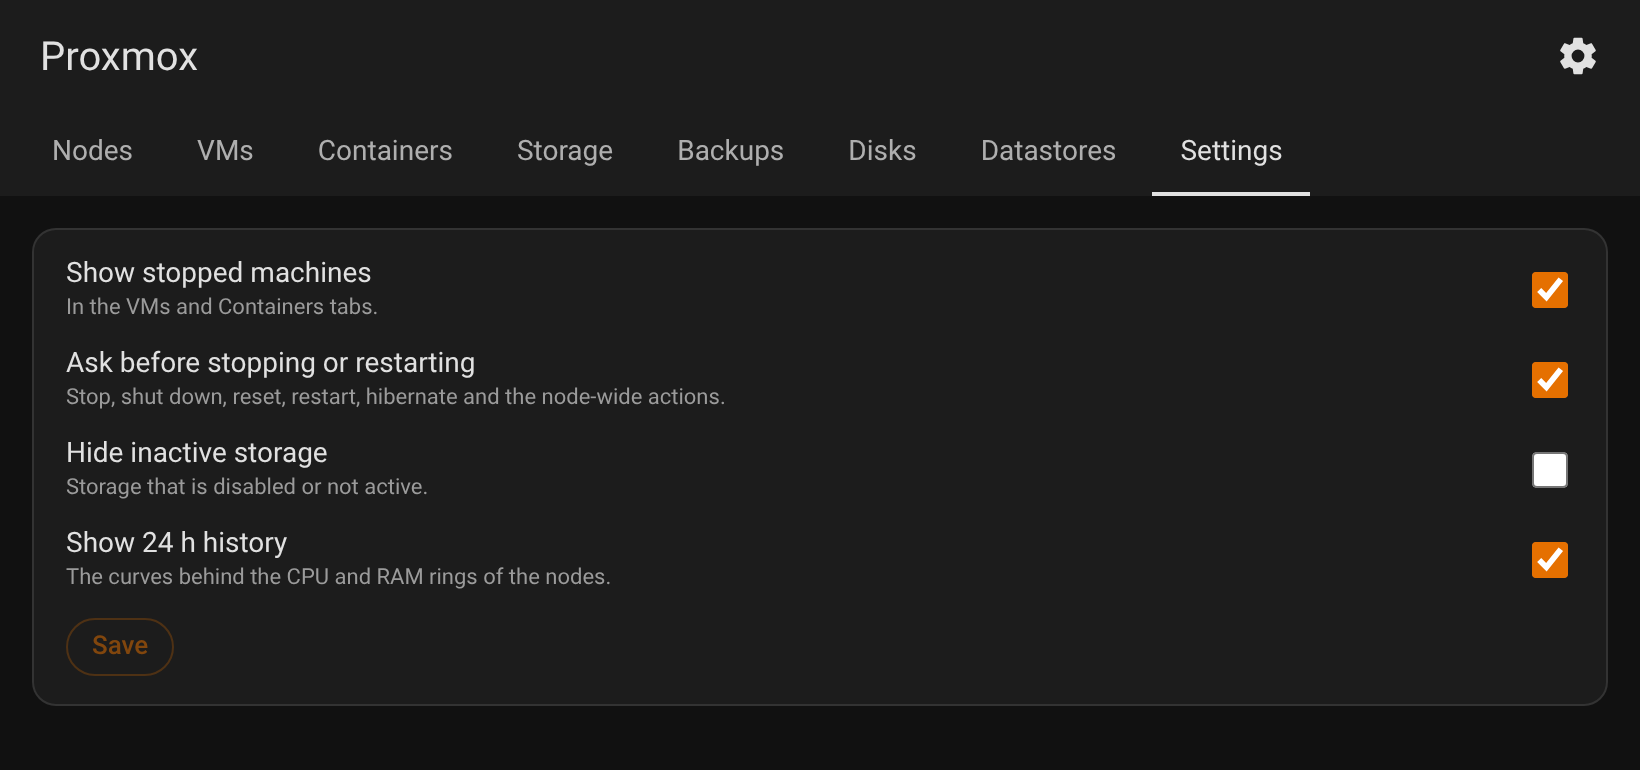 Proxmox
Nodes VMs Containers Storage Backups Disks Datastores Settings
Show stopped machines
In the VMs and Containers tabs.
Ask before stopping or restarting
Stop, shut down, reset, restart, hibernate and the node-wide actions.
Hide inactive storage
Storage that is disabled or not active.
Show 24 h history
The curves behind the CPU and RAM rings of the nodes.
Save